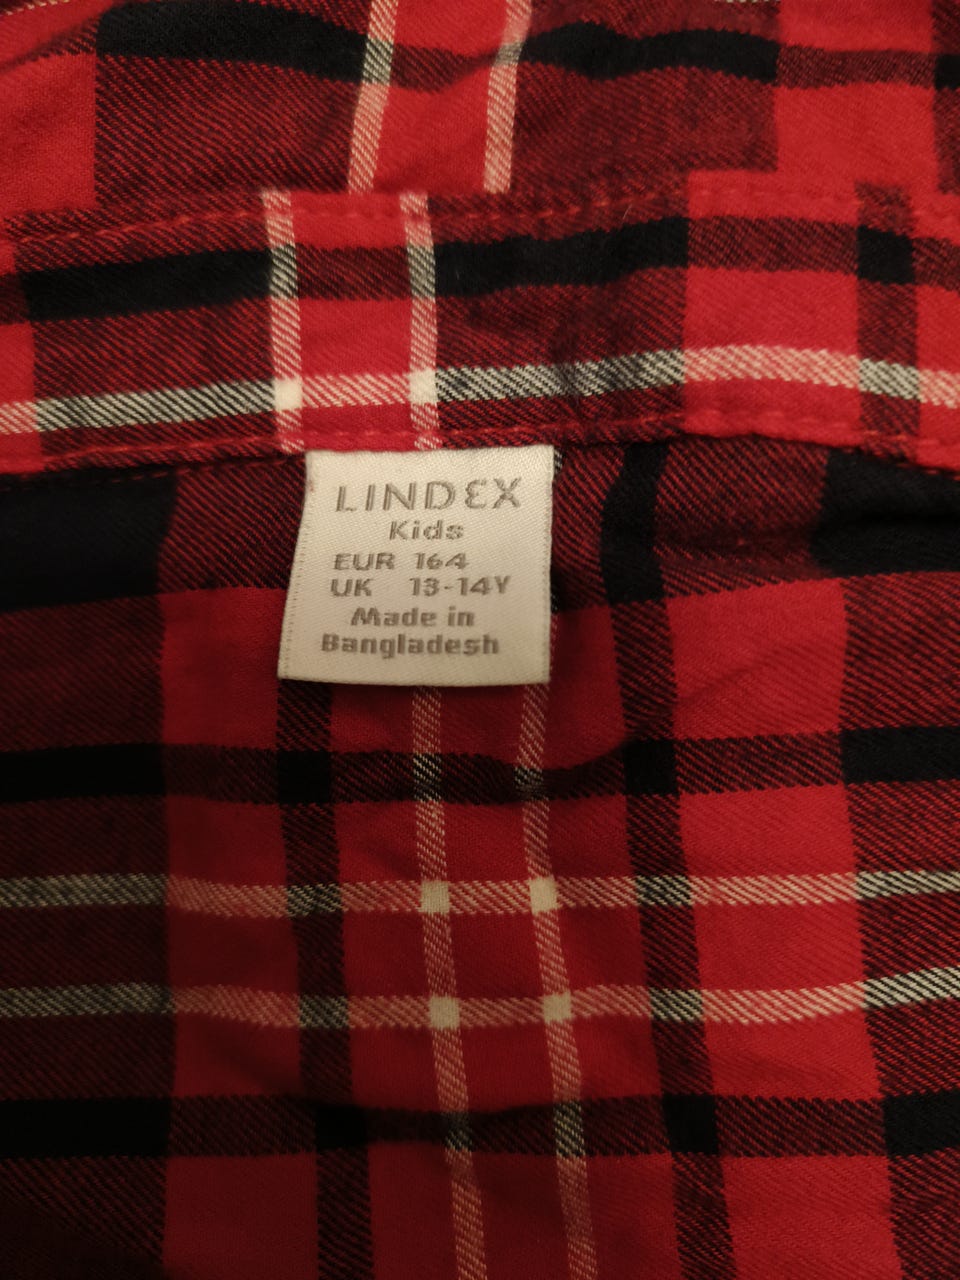 LINDEX
Kids
EUR 164
UK 13-14Y
Made in
Bangladesh